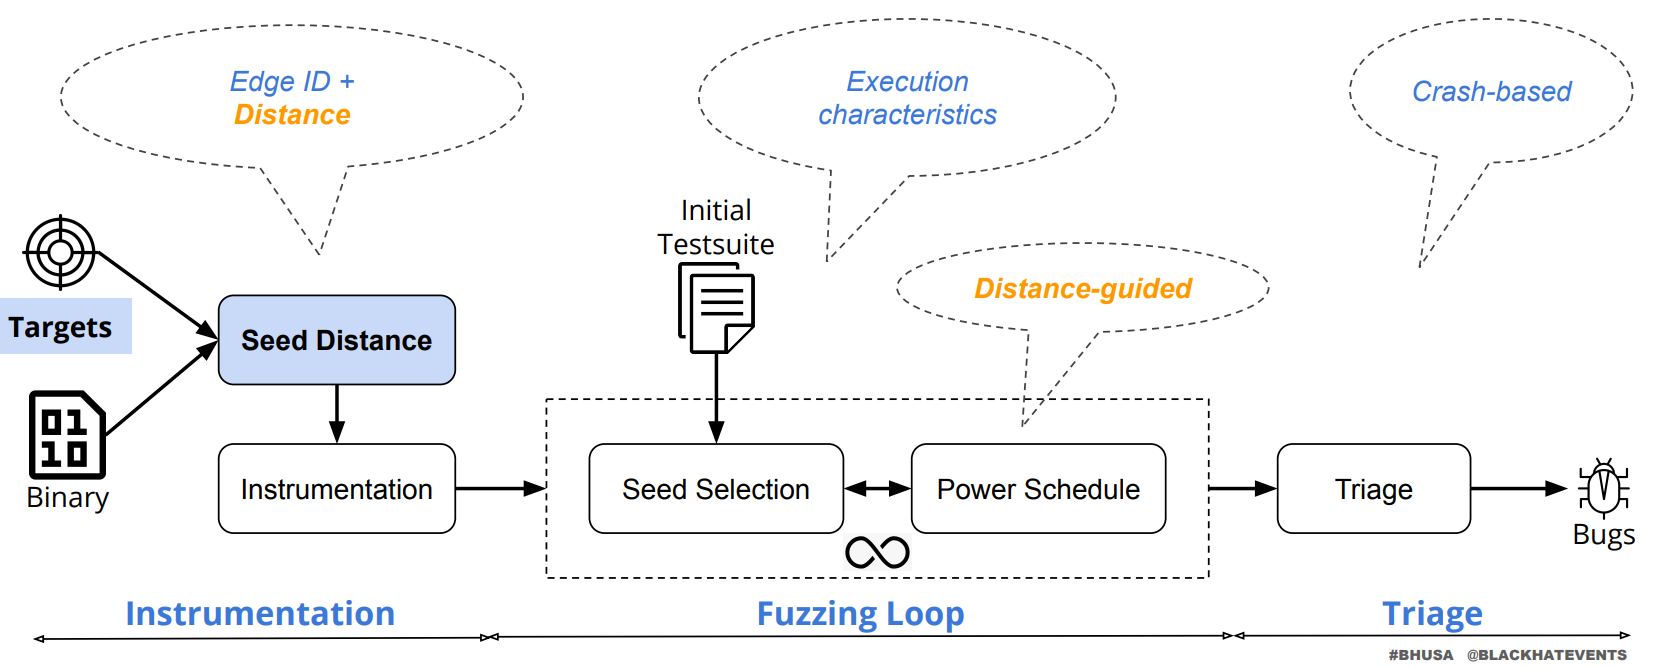 Edge ID +
Distance
Execution
characteristics
Crash-based
Initial
Testsuite
Distance-guided
Targets
Seed Distance
01
10
Binary
Instrumentation
Seed Selection
Power Schedule
Triage
Bugs
Instrumentation
Fuzzing Loop
Triage
#BHUSA @BLACKHATEVENTS